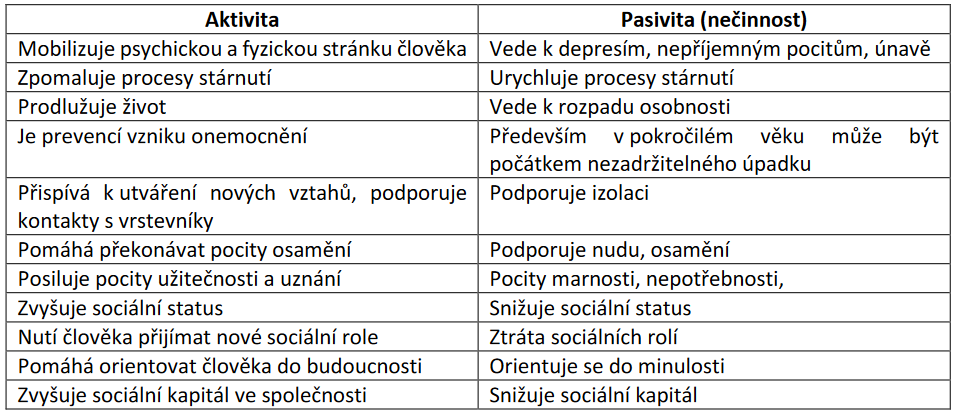 Aktivita Pasivita (nečinnost)
Mobilizuje psychickou a fyzickou stránku člověka Vede k depresím, nepříjemným pocitům, únavě
Zpomaluje procesy stárnutí Urychluje procesy stárnutí
Prodlužuje život Vede k rozpadu osobnosti
Je prevencí vzniku onemocnění Především v pokročilém věku může být
počátkem nezadržitelného úpadku
Přispívá k utváření nových vztahů, podporuje Podporuje izolaci
kontakty s vrstevníky
Pomáhá překonávat pocity osamění Podporuje nudu, osamění
Posiluje pocity užitečnosti a uznání Pocity marnosti, nepotřebnosti,
Zvyšuje sociální status Snižuje sociální status
Nutí člověka přijímat nové sociální role Ztráta sociálních rolí
Pomáhá orientovat člověka do budoucnosti Orientuje se do minulosti
Zvyšuje sociální kapitál ve společnosti Snižuje sociální kapitál